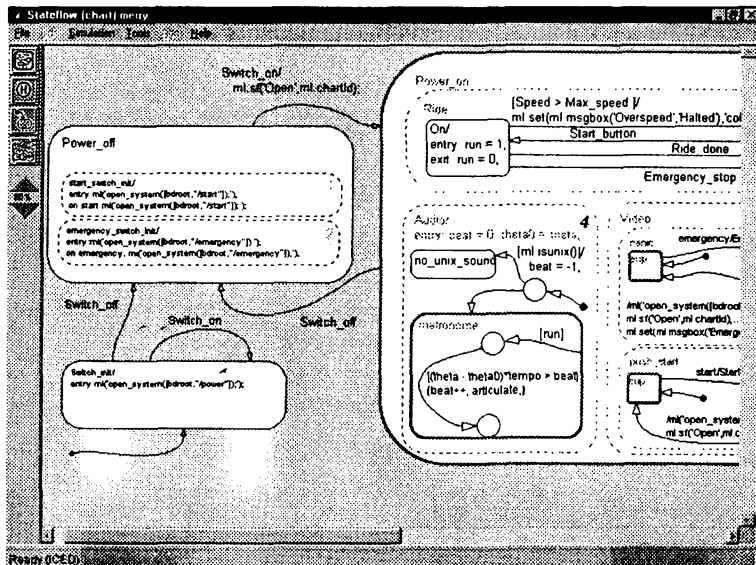 Stateflow (chart) merry
File Simulation Tools Help
Switch_on/
ml.sf('Open',ml.chartId);
Power_off
start_switch_init/
entry ml('open_system([bdroot,"/start"]);'),
on start ml('open_system([bdroot,"/start"]);');
emergency_switch_init/
entry ml('open_system([bdroot,"/emergency"]);');
on emergency, ml('open_system([bdroot,"/emergency"]);'),
Switch_off
Switch_on
Switch_off
Switch_init/
entry ml('open_system([bdroot,"/power"]);');
Power_on
Ride
On/
entry run = 1,
exit run = 0,
[Speed > Max_speed ]/
ml set(ml msgbox('Overspeed','Halted'),'col
Start_button
Ride_done
Emergency_stop
Audio/
4
entry: beat = 0, theta0 = theta,
[ml isunix()]/
beat = -1,
no_unix_sound
metronome
[run]
[(theta - theta0)*tempo > beat]
{beat++, articulate,}
Video
panic
emergency/E
/ml('open_system([bdroot
ml sf('Open',ml chartId),
ml set(ml msgbox('Emerg
push_start
start/Start
/ml('open_syste
ml sf('Open',ml.c
Ready (ICED)